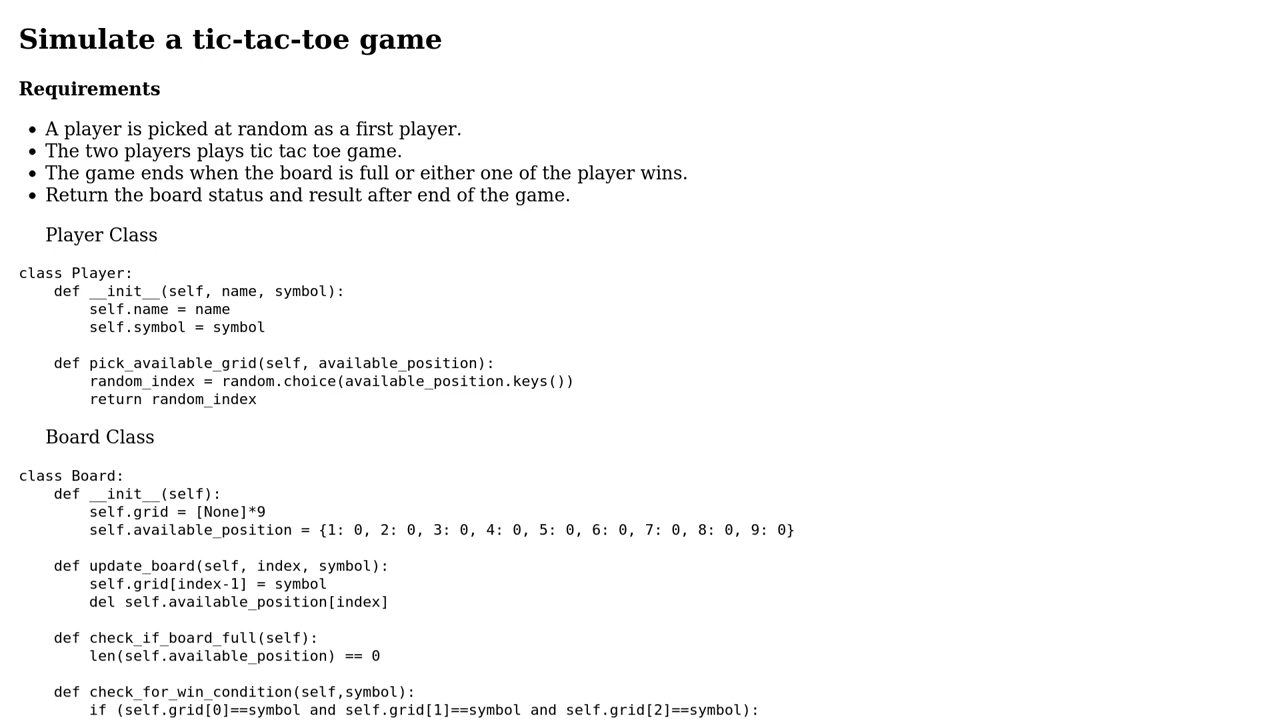 Simulate a tic-tac-toe game
Requirements
• A player is picked at random as a first player.
• The two players plays tic tac toe game.
• The game ends when the board is full or either one of the player wins.
• Return the board status and result after end of the game.
Player Class
class Player:
    def __init__(self, name, symbol):
        self.name = name
        self.symbol = symbol
    def pick_available_grid(self, available_position):
        random_index = random.choice(available_position.keys())
        return random_index
Board Class
class Board:
    def __init__(self):
        self.grid = [None]*9
        self.available_position = {1: 0, 2: 0, 3: 0, 4: 0, 5: 0, 6: 0, 7: 0, 8: 0, 9: 0}
    def update_board(self, index, symbol):
        self.grid[index-1] = symbol
        del self.available_position[index]
    def check_if_board_full(self):
        len(self.available_position) == 0
    def check_for_win_condition(self,symbol):
        if (self.grid[0]==symbol and self.grid[1]==symbol and self.grid[2]==symbol):